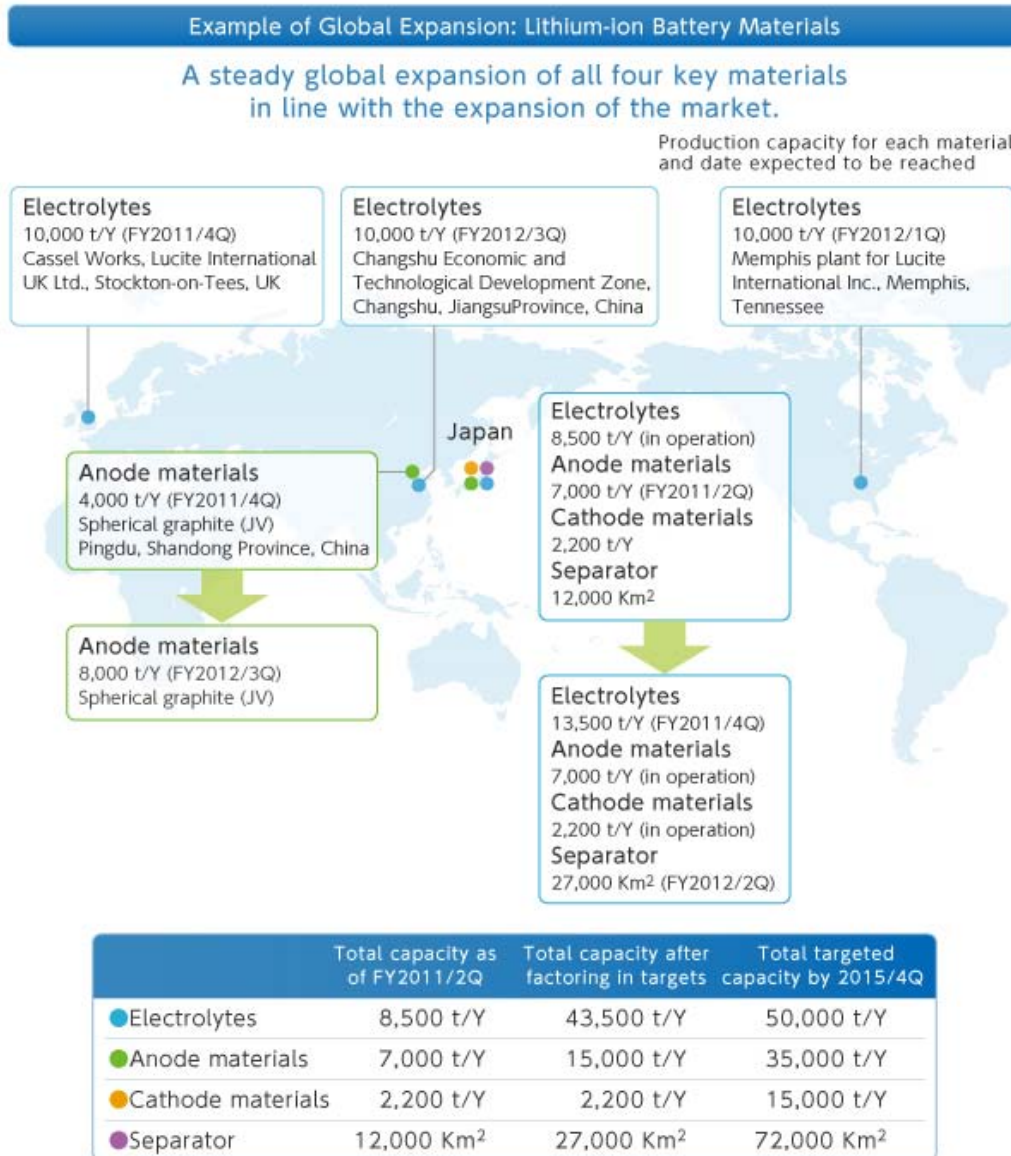 Example of Global Expansion: Lithium-ion Battery Materials
A steady global expansion of all four key materials
in line with the expansion of the market.
Production capacity for each material
and date expected to be reached
Electrolytes
10,000 t/Y (FY2011/4Q)
Cassel Works, Lucite International
UK Ltd., Stockton-on-Tees, UK
Electrolytes
10,000 t/Y (FY2012/3Q)
Changshu Economic and
Technological Development Zone,
Changshu, JiangsuProvince, China
Electrolytes
10,000 t/Y (FY2012/1Q)
Memphis plant for Lucite
International Inc., Memphis,
Tennessee
Japan
Anode materials
4,000 t/Y (FY2011/4Q)
Spherical graphite (JV)
Pingdu, Shandong Province, China
Anode materials
8,000 t/Y (FY2012/3Q)
Spherical graphite (JV)
Electrolytes
8,500 t/Y (in operation)
Anode materials
7,000 t/Y (FY2011/2Q)
Cathode materials
2,200 t/Y
Separator
12,000 Km²
Electrolytes
13,500 t/Y (FY2011/4Q)
Anode materials
7,000 t/Y (in operation)
Cathode materials
2,200 t/Y (in operation)
Separator
27,000 Km² (FY2012/2Q)
Total capacity as of FY2011/2Q Total capacity after factoring in targets Total targeted capacity by 2015/4Q
Electrolytes 8,500 t/Y 43,500 t/Y 50,000 t/Y
Anode materials 7,000 t/Y 15,000 t/Y 35,000 t/Y
Cathode materials 2,200 t/Y 2,200 t/Y 15,000 t/Y
Separator 12,000 Km² 27,000 Km² 72,000 Km²